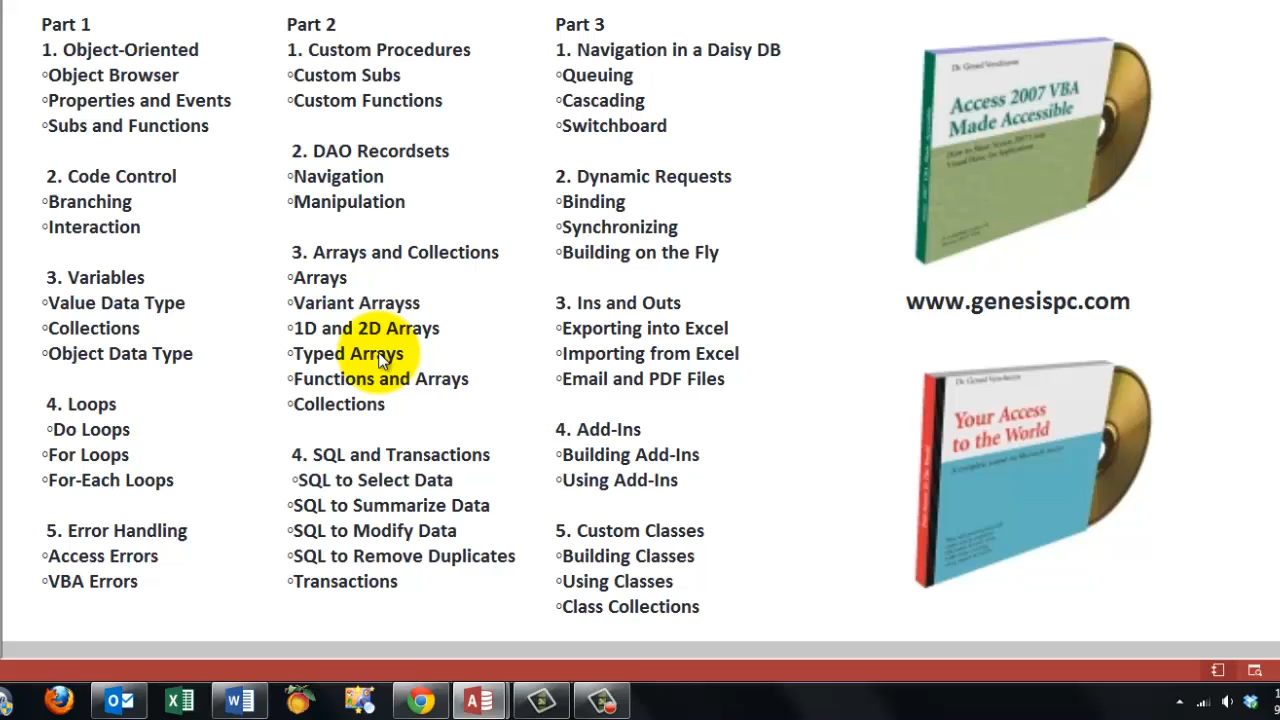 Part 1
1. Object-Oriented
◦Object Browser
◦Properties and Events
◦Subs and Functions
2. Code Control
◦Branching
◦Interaction
3. Variables
◦Value Data Type
◦Collections
◦Object Data Type
4. Loops
◦Do Loops
◦For Loops
◦For-Each Loops
5. Error Handling
◦Access Errors
◦VBA Errors
Part 2
1. Custom Procedures
◦Custom Subs
◦Custom Functions
2. DAO Recordsets
◦Navigation
◦Manipulation
3. Arrays and Collections
◦Arrays
◦Variant Arrayss
◦1D and 2D Arrays
◦Typed Arrays
◦Functions and Arrays
◦Collections
4. SQL and Transactions
◦SQL to Select Data
◦SQL to Summarize Data
◦SQL to Modify Data
◦SQL to Remove Duplicates
◦Transactions
Part 3
1. Navigation in a Daisy DB
◦Queuing
◦Cascading
◦Switchboard
2. Dynamic Requests
◦Binding
◦Synchronizing
◦Building on the Fly
3. Ins and Outs
◦Exporting into Excel
◦Importing from Excel
◦Email and PDF Files
4. Add-Ins
◦Building Add-Ins
◦Using Add-Ins
5. Custom Classes
◦Building Classes
◦Using Classes
◦Class Collections
Access 2007 VBA
Made Accessible
www.genesispc.com
Your Access
to the World